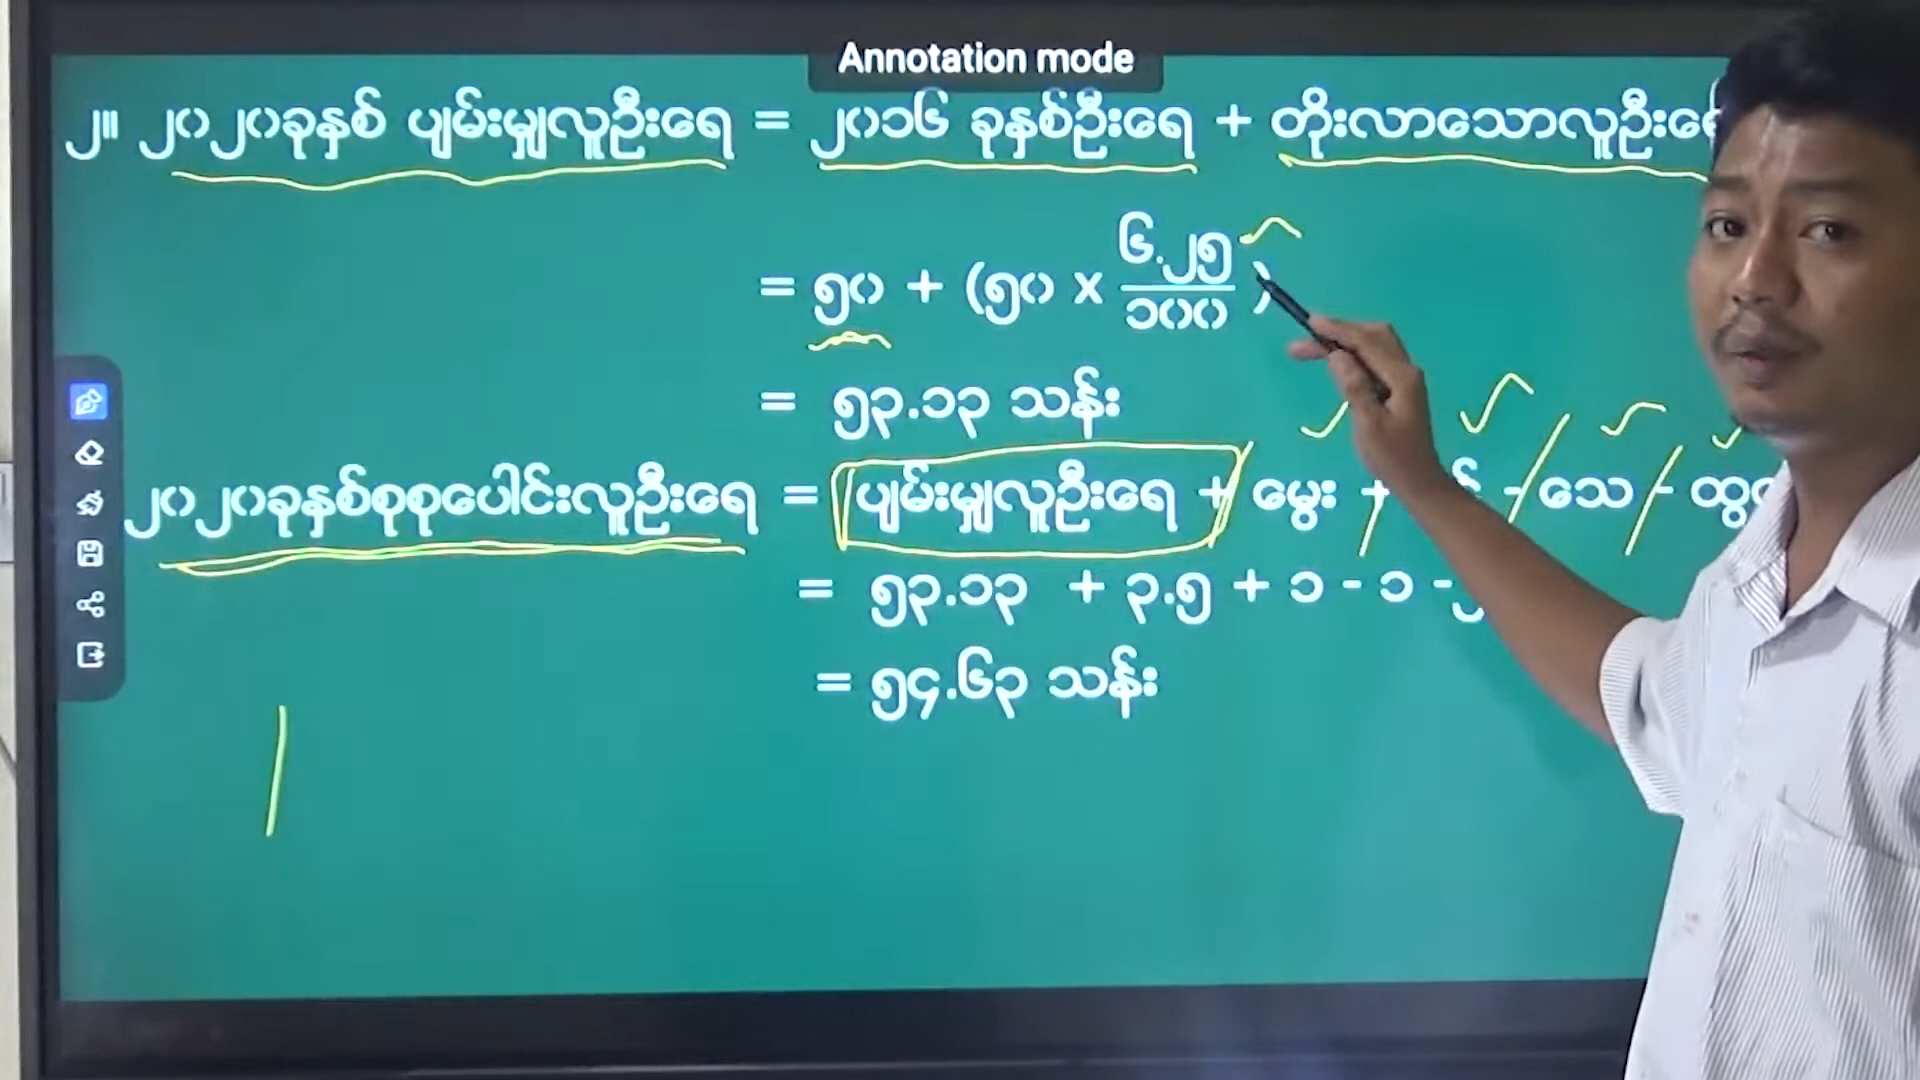 Annotation mode
၂။ ၂၀၂၀ခုနှစ် ပျမ်းမျှလူဦးရေ = ၂၀၁၆ ခုနှစ်ဦးရေ + တိုးလာသောလူဦးရေ
= ၅၀ + (၅၀ x ၆.၂၅/၁၀၀)
= ၅၃.၁၃ သန်း
၂၀၂၀ခုနှစ်စုစုပေါင်းလူဦးရေ = ပျမ်းမျှလူဦးရေ + မွေး + - သေ -
= ၅၃.၁၃ + ၃.၅ + ၁ - ၁ -
= ၅၄.၆၃ သန်း